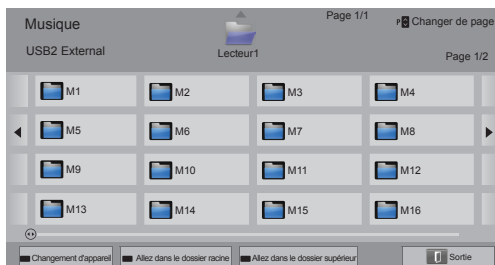 Musique
Page 1/1
P Changer de page
USB2 External
Lecteur1
Page 1/2
M1 M2 M3 M4
M5 M6 M7 M8
M9 M10 M11 M12
M13 M14 M15 M16
Changement d'appareil
Allez dans le dossier racine
Allez dans le dossier supérieur
Sortie